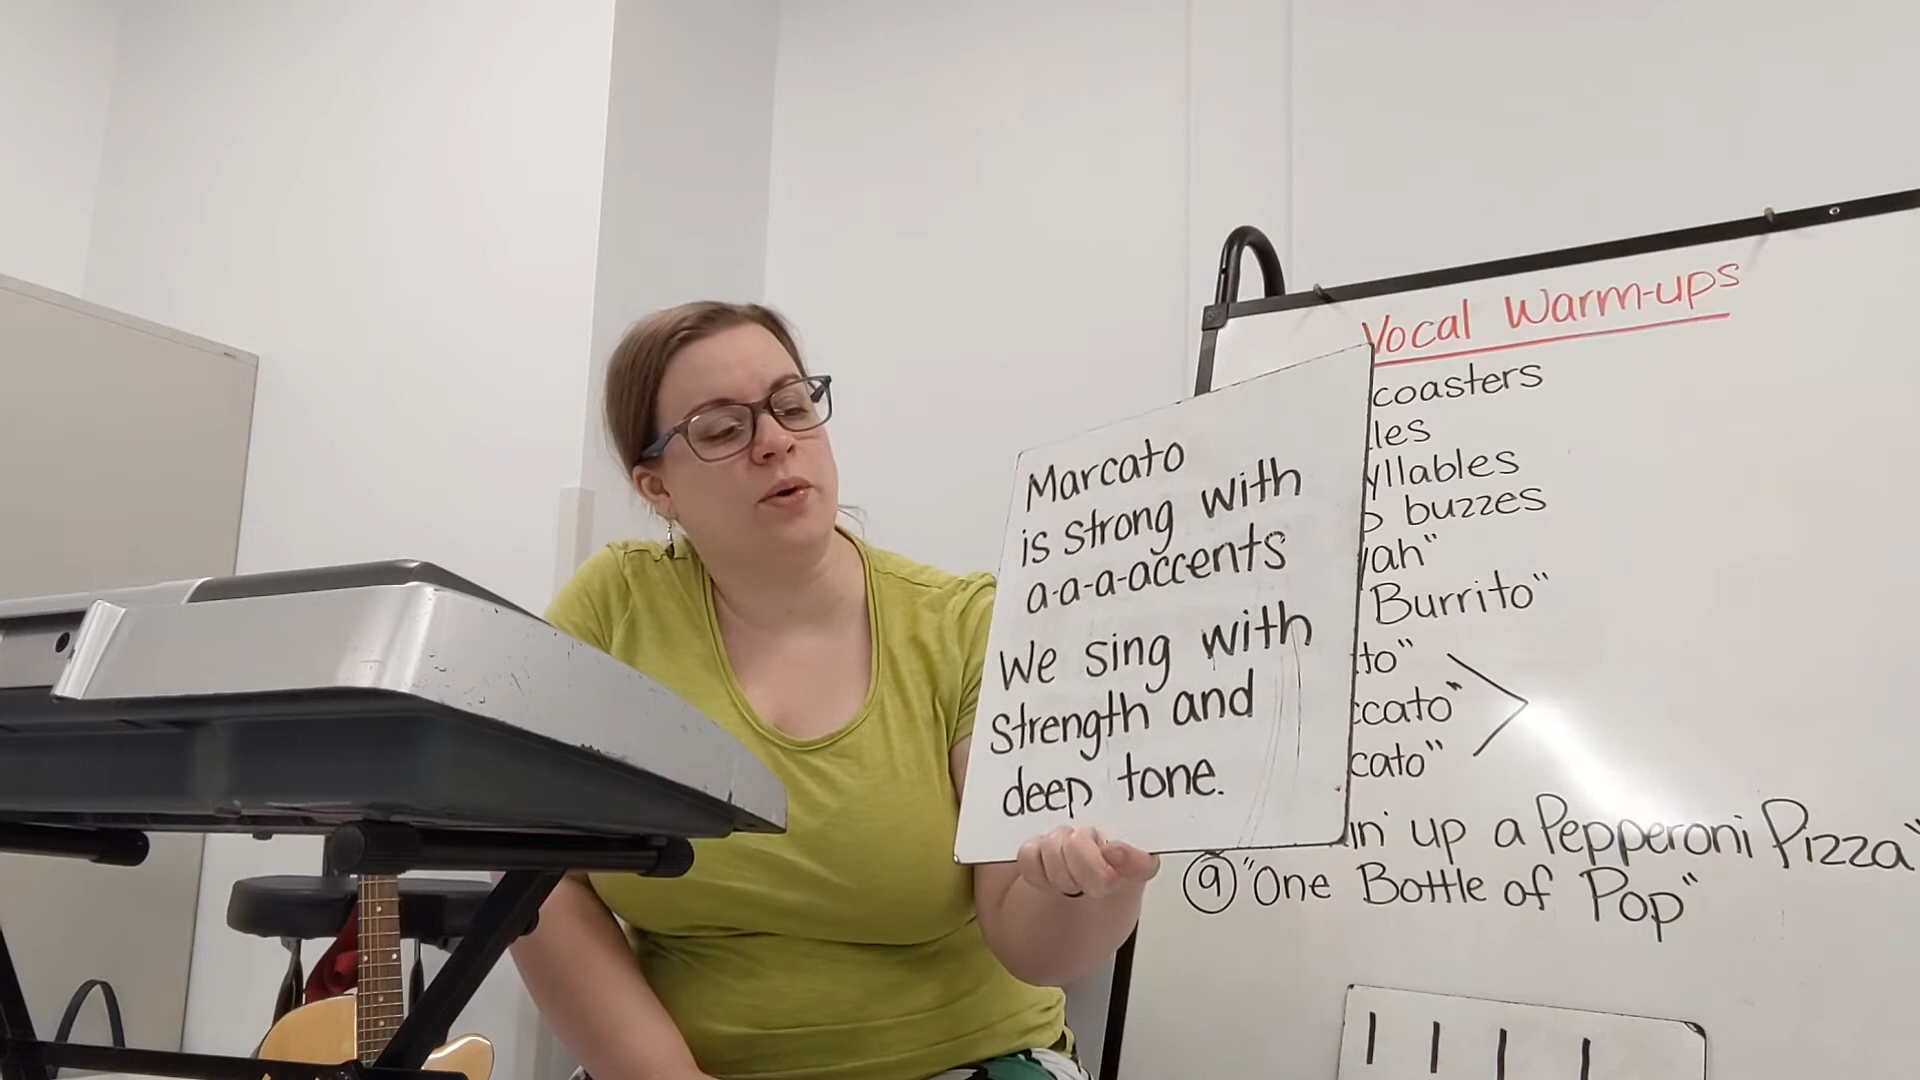 Marcato
is strong with
a-a-a-accents
We sing with
strength and
deep tone.
Vocal Warm-ups
coasters
les
yllables
buzzes
ah"
Burrito"
to"
ccato"
cato"
in' up a Pepperoni Pizza"
9 "One Bottle of Pop"